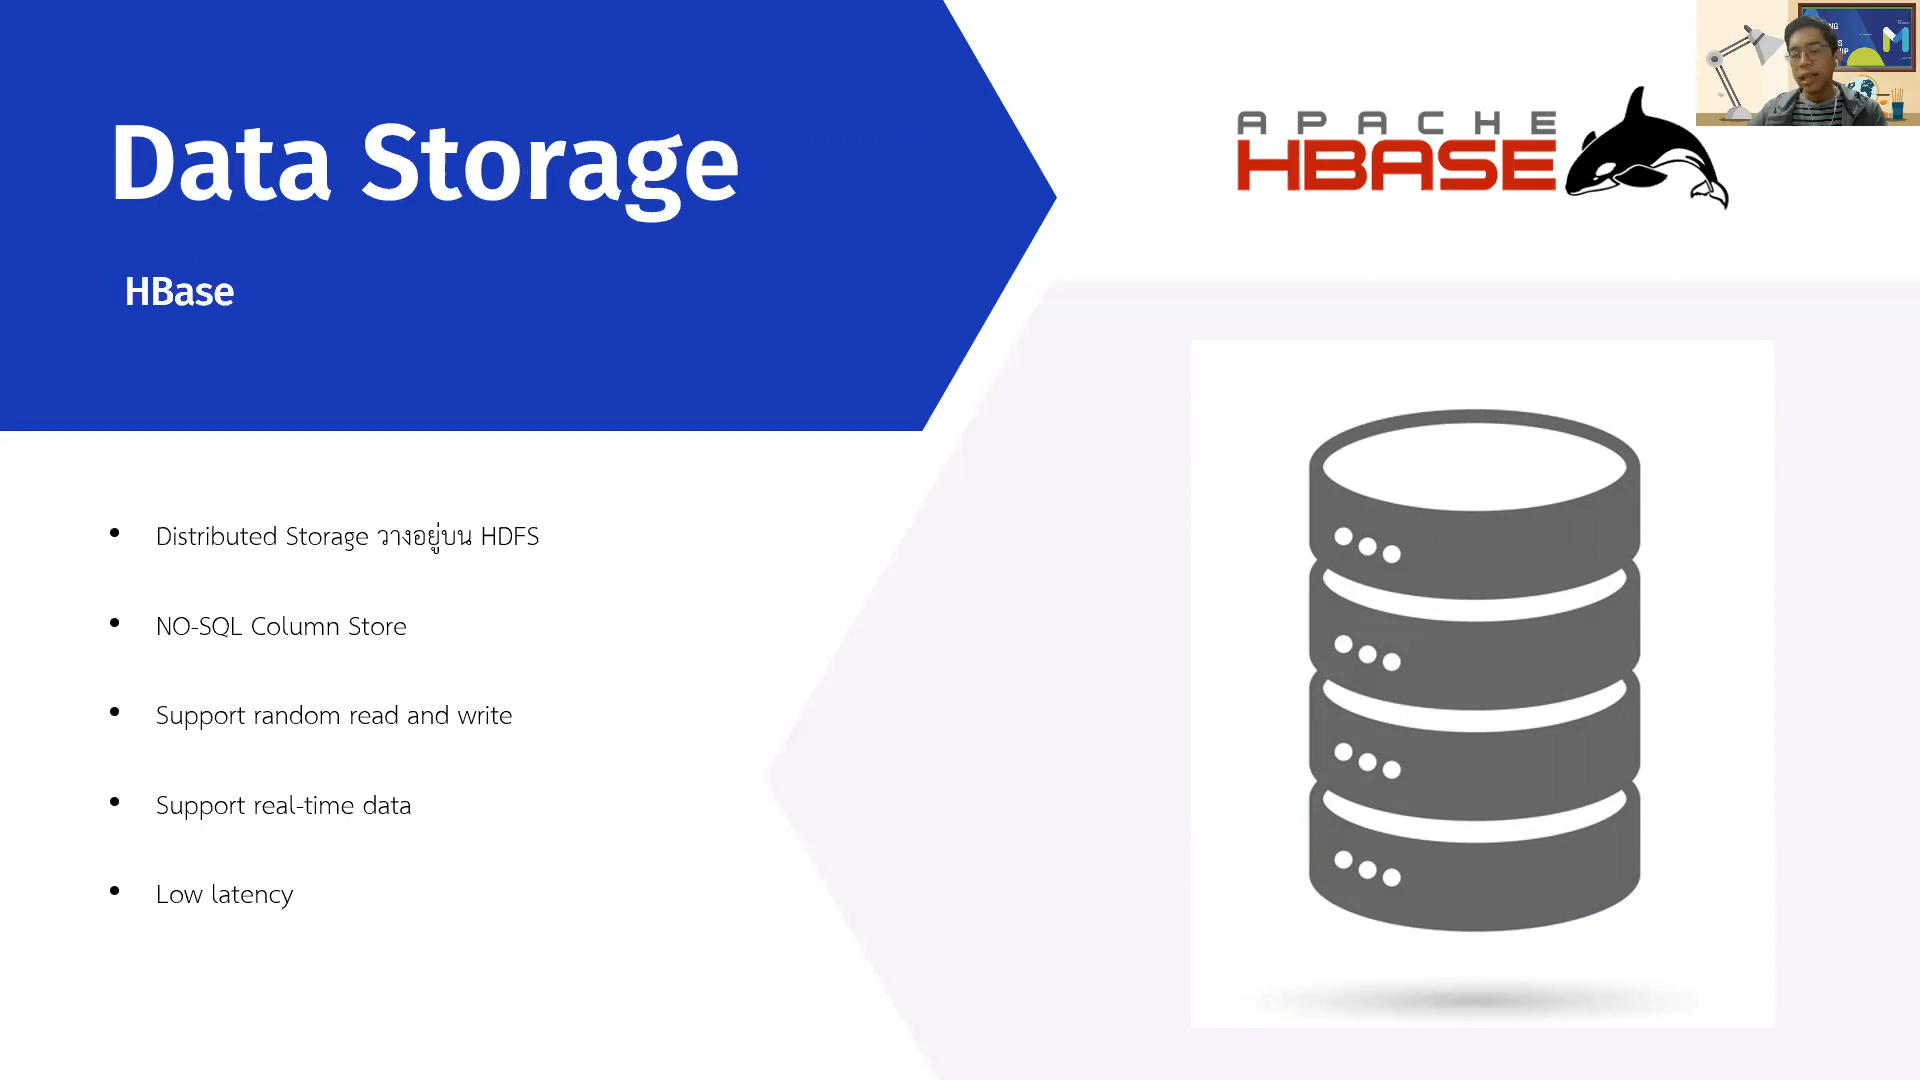 Data Storage
HBase
APACHE
HBASE
• Distributed Storage วางอยู่บน HDFS
• NO-SQL Column Store
• Support random read and write
• Support real-time data
• Low latency